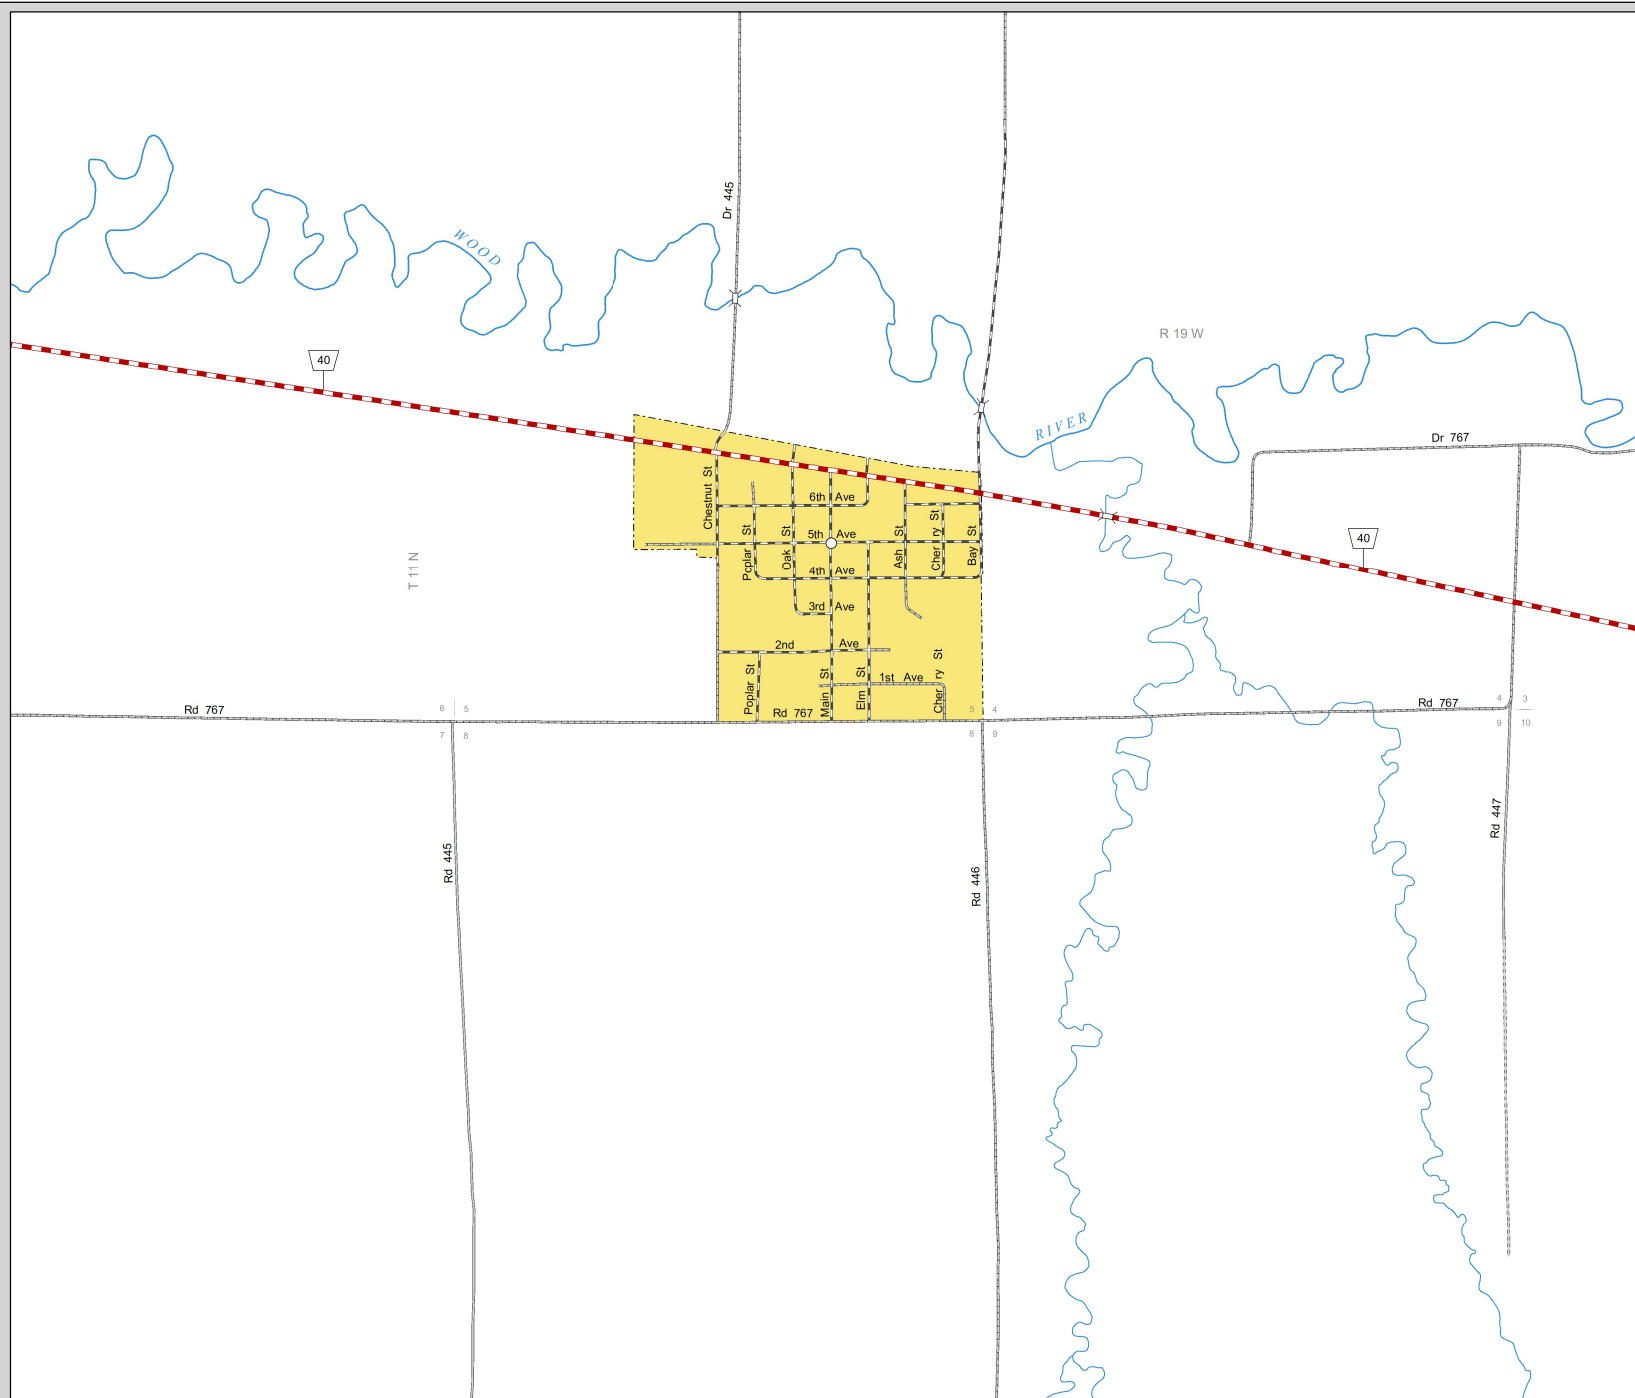 Dr 445
WOOD
R 19 W
40
RIVER
Dr 767
Chestnut St
6th Ave
5th Ave
40
Poplar St
Oak St
Ash St
Cherry St
Bay St
4th Ave
T 11 N
3rd Ave
2nd Ave
Poplar St
Main St
Elm St
1st Ave
Cherry St
Rd 767
6 5
Rd 767
5 4
Rd 767
4 3
7 8
8 9
9 10
Rd 447
Rd 445
Rd 446